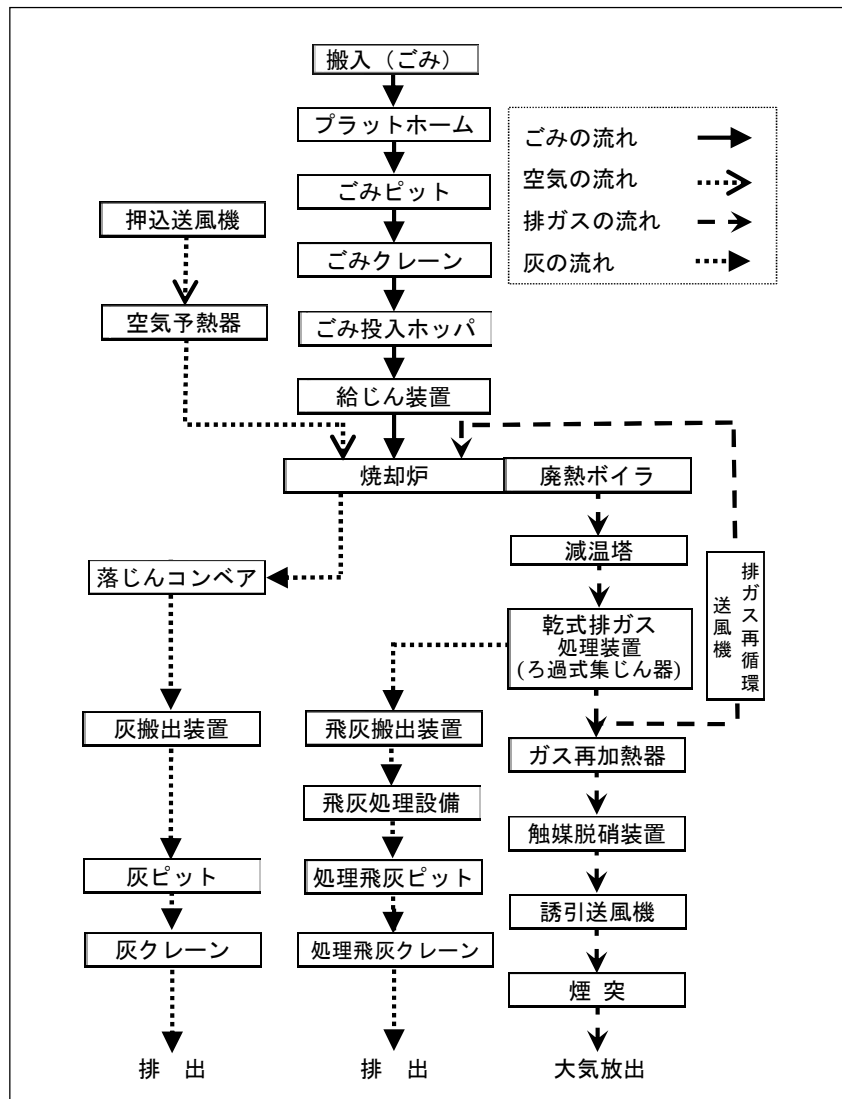 搬入（ごみ）
プラットホーム
ごみピット
ごみクレーン
ごみ投入ホッパ
給じん装置
ごみの流れ
空気の流れ
排ガスの流れ
灰の流れ
押込送風機
空気予熱器
焼却炉
廃熱ボイラ
減温塔
乾式排ガス
処理装置
(ろ過式集じん器)
排ガス再循環
送風機
落じんコンベア
灰搬出装置
灰ピット
灰クレーン
排 出
飛灰搬出装置
飛灰処理設備
処理飛灰ピット
処理飛灰クレーン
排 出
ガス再加熱器
触媒脱硝装置
誘引送風機
煙 突
大気放出